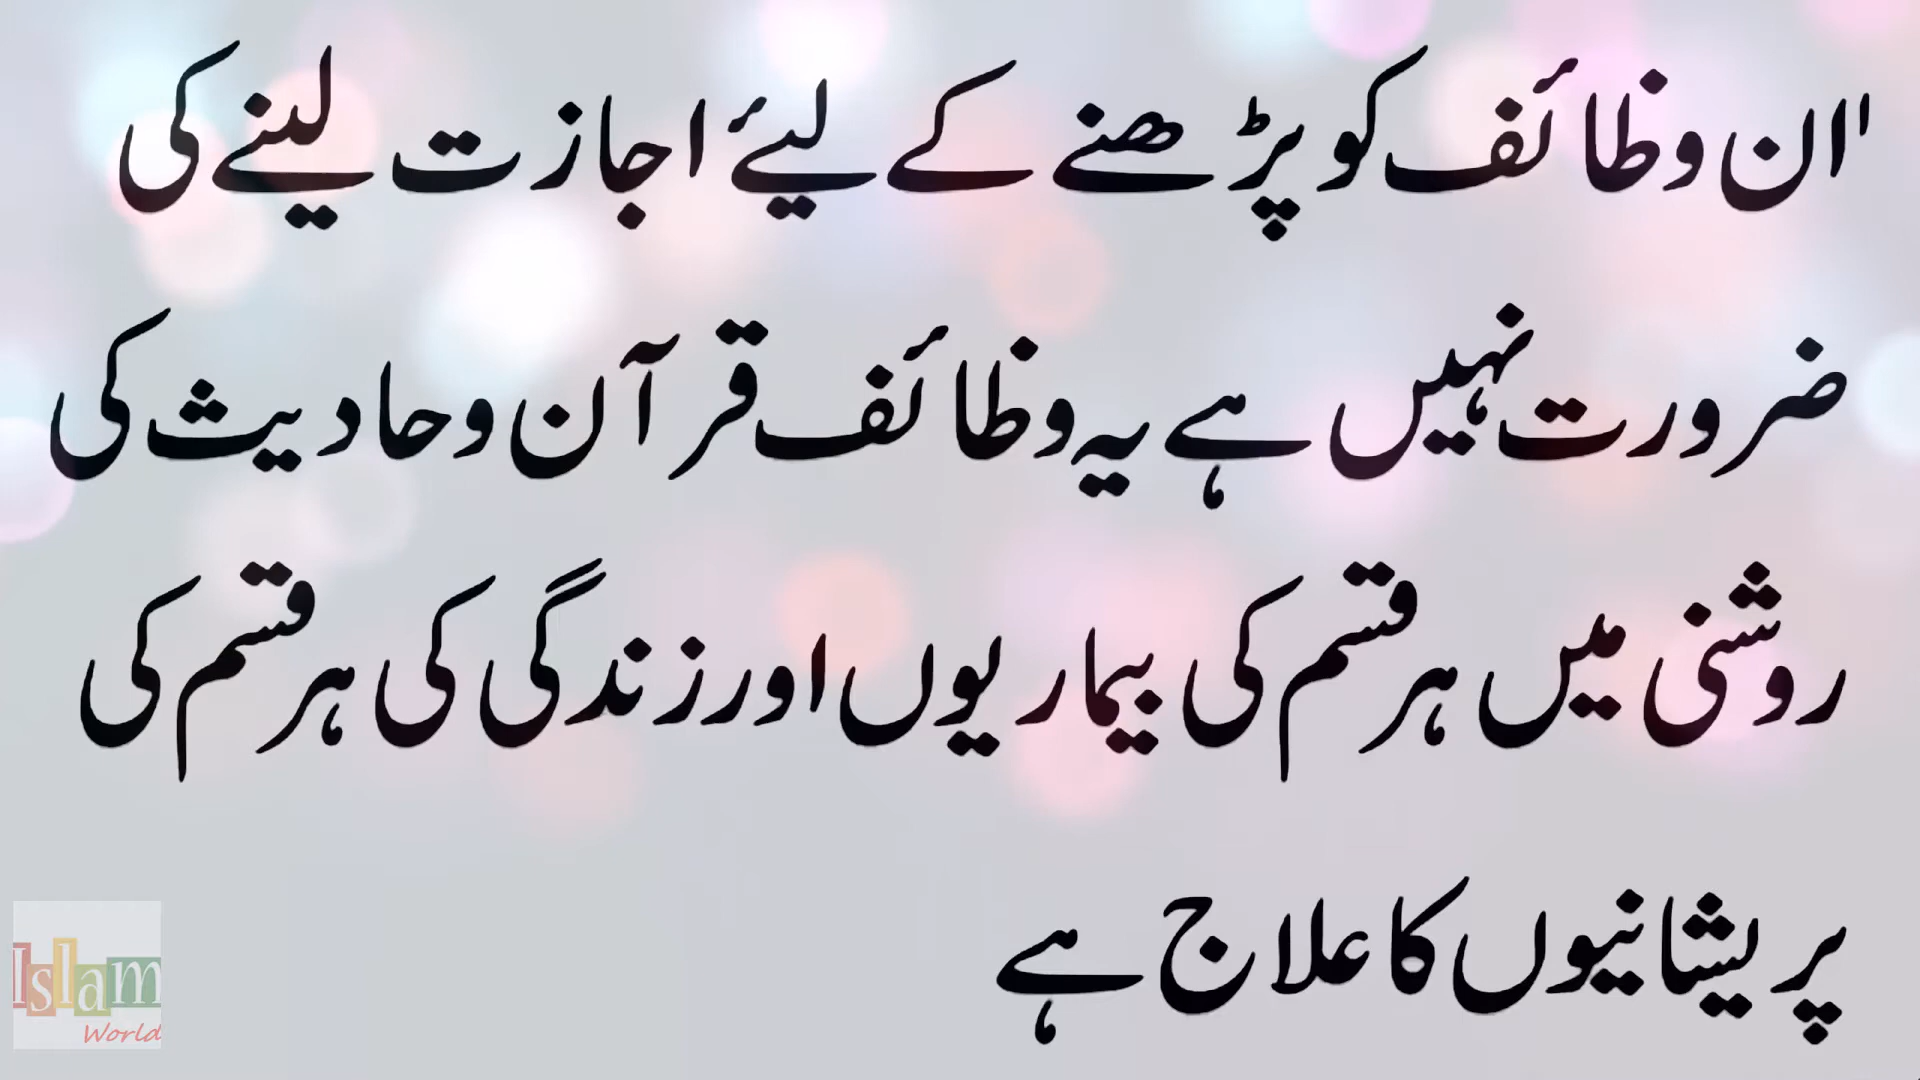 'ان وظائف کو پڑھنے کے لیئے اجازت لینے کی
ضرورت نہیں ہے یہ وظائف قرآن وحادیث کی
روشنی میں ہر قسم کی بیماریوں اور زندگی کی ہر قسم کی
پریشانیوں کا علاج ہے
Islam
World